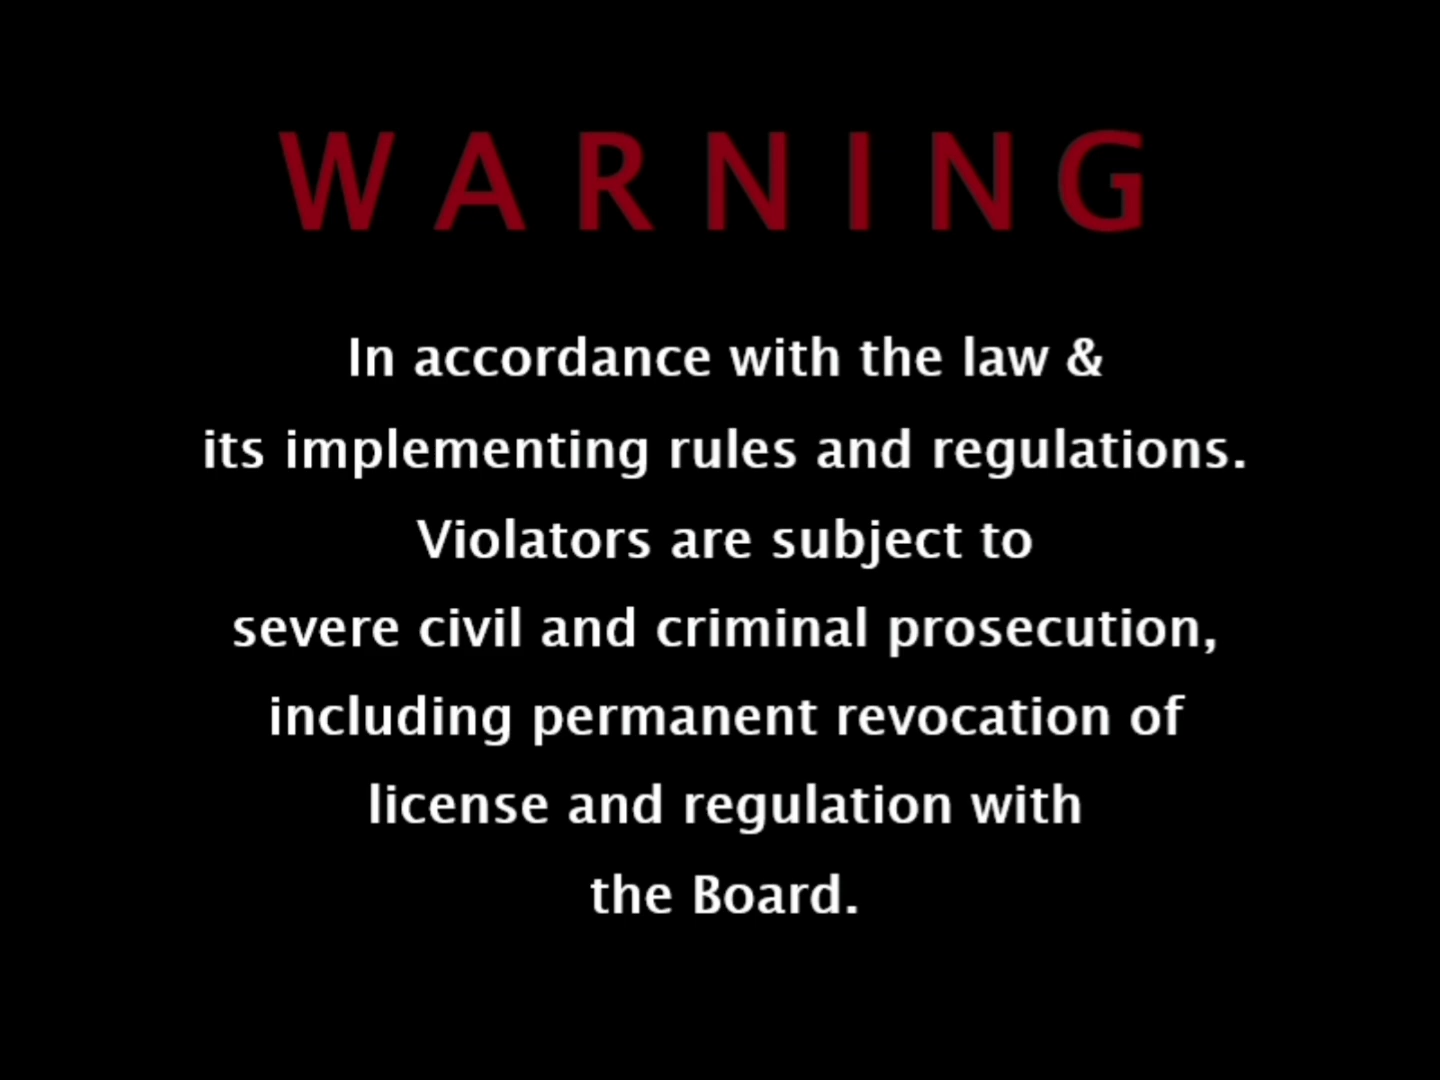 WARNING
In accordance with the law &
its implementing rules and regulations.
Violators are subject to
severe civil and criminal prosecution,
including permanent revocation of
license and regulation with
the Board.